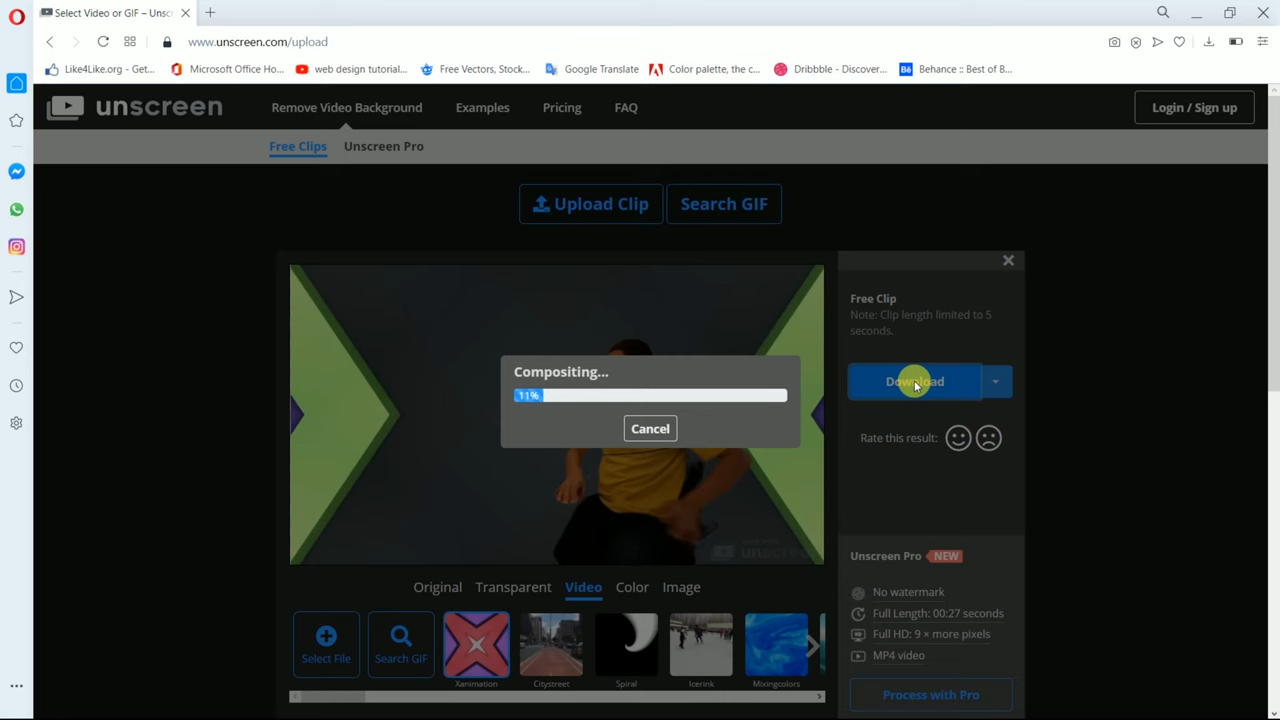 Select Video or GIF – Unsc
www.unscreen.com/upload
Like4Like.org - Get...
Microsoft Office Ho...
web design tutorial...
Free Vectors, Stock...
Google Translate
Color palette, the c...
Dribbble - Discover...
Behance :: Best of B...
unscreen
Remove Video Background
Examples
Pricing
FAQ
Login / Sign up
Free Clips
Unscreen Pro
Upload Clip
Search GIF
Free Clip
Note: Clip length limited to 5
seconds.
Compositing...
11%
Cancel
Download
Rate this result:
unscreen
Original
Transparent
Video
Color
Image
Select File
Search GIF
Xanimation
Citystreet
Spiral
Icerink
Mixingcolors
Unscreen Pro NEW
No watermark
Full Length: 00:27 seconds
Full HD: 9 × more pixels
MP4 video
Process with Pro